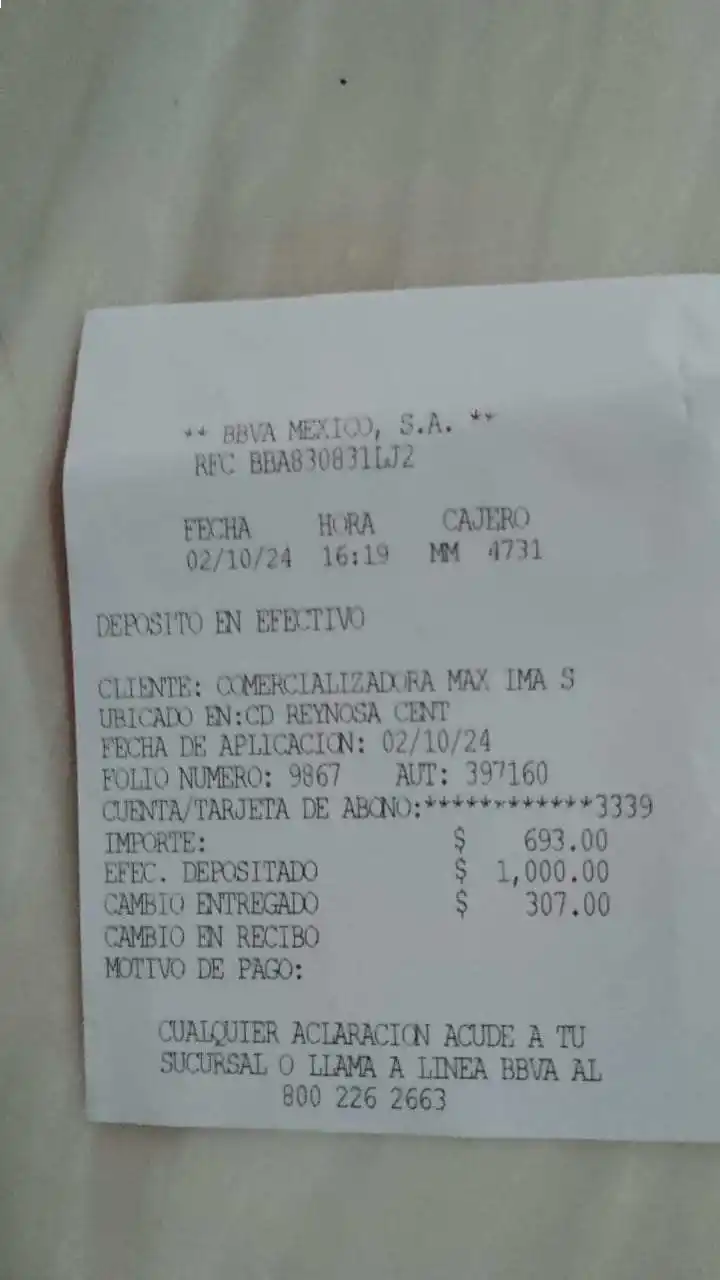 ** BBVA MEXICO, S.A. **
RFC BBA830831LJ2
FECHA HORA CAJERO
02/10/24 16:19 MM 4731
DEPOSITO EN EFECTIVO
CLIENTE: COMERCIALIZADORA MAX IMA S
UBICADO EN:CD REYNOSA CENT
FECHA DE APLICACION: 02/10/24
FOLIO NUMERO: 9867 AUT: 397160
CUENTA/TARJETA DE ABONO:************3339
IMPORTE: $ 693.00
EFEC. DEPOSITADO $ 1,000.00
CAMBIO ENTREGADO $ 307.00
CAMBIO EN RECIBO
MOTIVO DE PAGO:
CUALQUIER ACLARACION ACUDE A TU
SUCURSAL O LLAMA A LINEA BBVA AL
800 226 2663